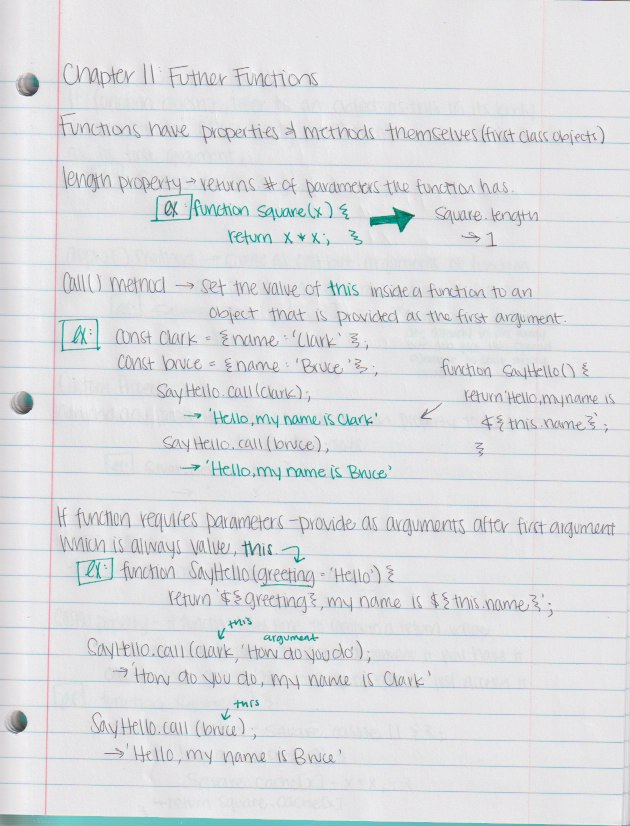 Chapter 11: Futher Functions
Functions have properties & methods themselves (first class objects)
length property → returns # of parameters the function has.
ex: function square(x) {
return x * x; }
square.length
→ 1
Call() method → set the value of this inside a function to an
object that is provided as the first argument.
ex: const clark = {name: 'Clark' };
const bruce = {name: 'Bruce' };
SayHello.call(clark);
→ 'Hello, my name is Clark'
SayHello.call(bruce);
→ 'Hello, my name is Bruce'
function SayHello() {
return 'Hello, my name is
${this.name}';
}
If function requires parameters - provide as arguments after first argument
which is always value, this.
ex: function SayHello(greeting = 'Hello') {
return '${greeting}, my name is ${this.name}';
this
argument
SayHello.call(clark, 'How do you do');
→ 'How do you do, my name is Clark'
this
SayHello.call (bruce);
→ 'Hello, my name is Bruce'